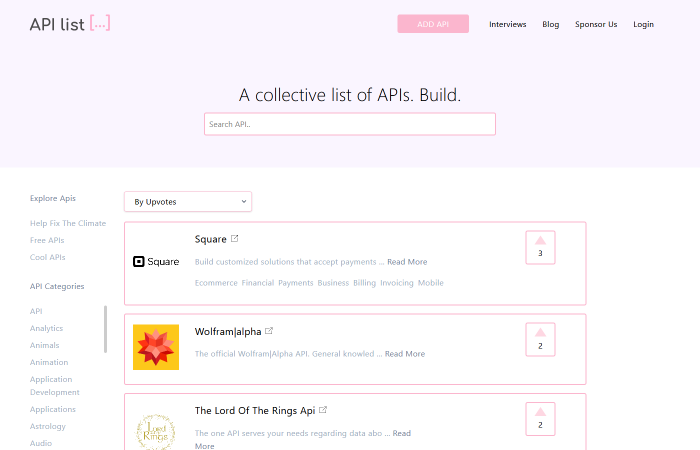 API list [...]
ADD API
Interviews
Blog
Sponsor Us
Login
A collective list of APIs. Build.
Search API..
Explore Apis
Help Fix The Climate
Free APIs
Cool APIs
API Categories
API
Analytics
Animals
Animation
Application
Development
Applications
Astrology
Audio
By Upvotes
Square
Square
Build customized solutions that accept payments ... Read More
Ecommerce Financial Payments Business Billing Invoicing Mobile
3
Wolfram|alpha
The official Wolfram|Alpha API. General knowled ... Read More
2
Lord
of the
Rings
The Lord Of The Rings Api
The one API serves your needs regarding data abo ... Read
More
2